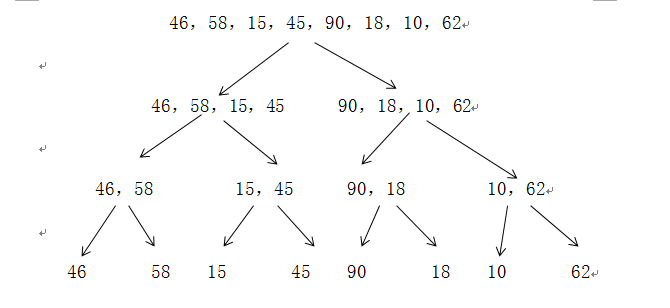 46, 58, 15, 45, 90, 18, 10, 62
46, 58, 15, 45 90, 18, 10, 62
46, 58 15, 45 90, 18 10, 62
46 58 15 45 90 18 10 62